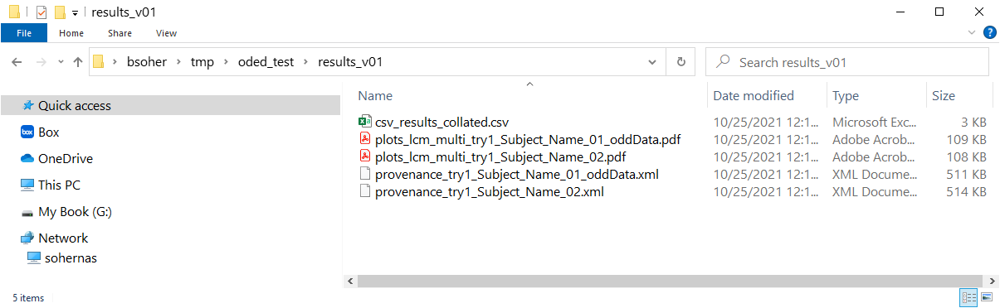 results_v01
File Home Share View
bsoher tmp oded_test results_v01 Search results_v01
Name Date modified Type Size
Quick access
Box
OneDrive
This PC
My Book (G:)
Network
sohernas
csv_results_collated.csv 10/25/2021 12:1... Microsoft Exc... 3 KB
plots_lcm_multi_try1_Subject_Name_01_oddData.pdf 10/25/2021 12:1... Adobe Acrob... 109 KB
plots_lcm_multi_try1_Subject_Name_02.pdf 10/25/2021 12:1... Adobe Acrob... 108 KB
provenance_try1_Subject_Name_01_oddData.xml 10/25/2021 12:1... XML Docume... 511 KB
provenance_try1_Subject_Name_02.xml 10/25/2021 12:1... XML Docume... 514 KB
5 items